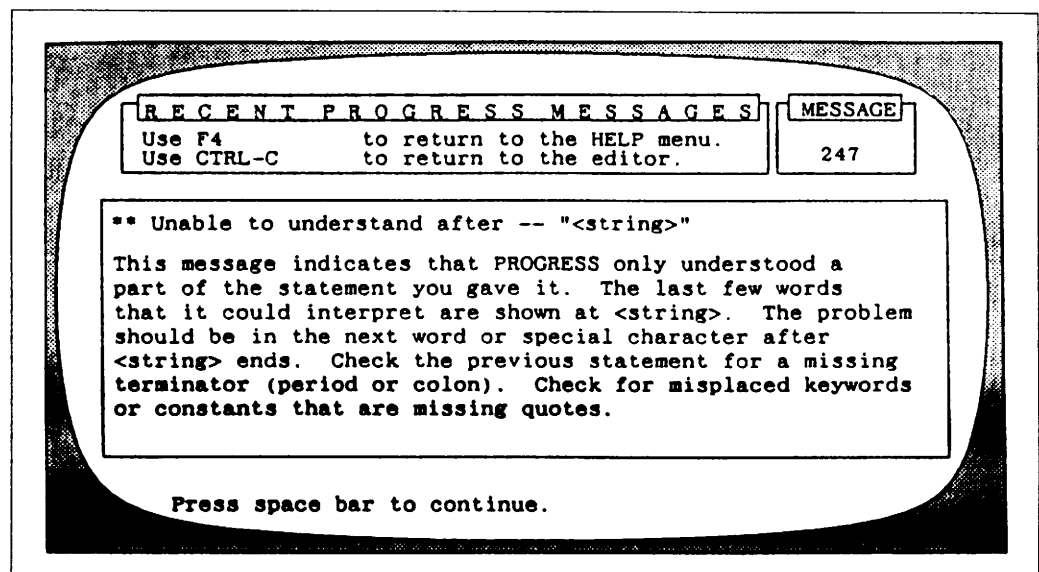 RECENT PROGRESS MESSAGES
Use F4 to return to the HELP menu.
Use CTRL-C to return to the editor.
MESSAGE
247
** Unable to understand after -- "<string>"
This message indicates that PROGRESS only understood a
part of the statement you gave it. The last few words
that it could interpret are shown at <string>. The problem
should be in the next word or special character after
<string> ends. Check the previous statement for a missing
terminator (period or colon). Check for misplaced keywords
or constants that are missing quotes.
Press space bar to continue.